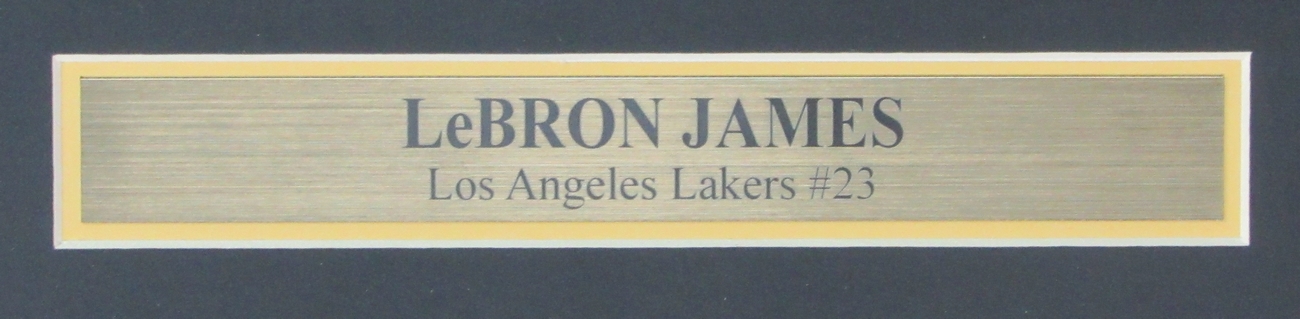 LeBRON JAMES
Los Angeles Lakers #23